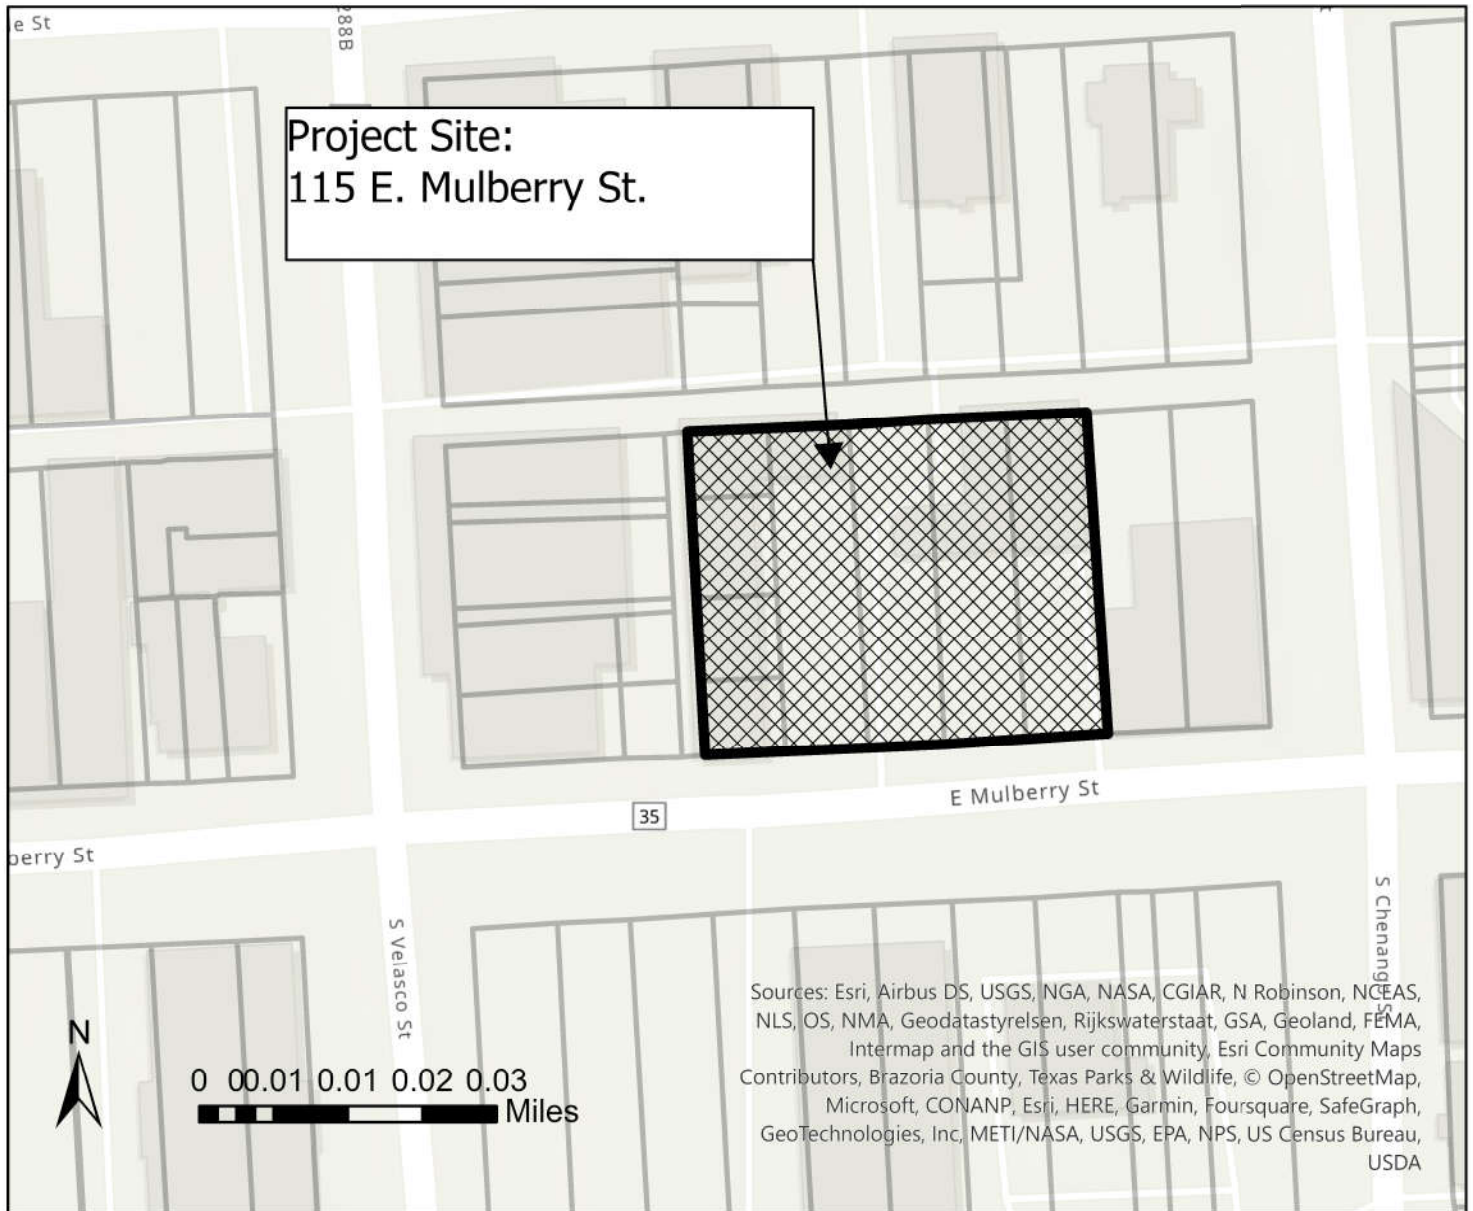 e St
288B
Project Site:
115 E. Mulberry St.
E Mulberry St
35
berry St
S Velasco St
S Chenango St
Sources: Esri, Airbus DS, USGS, NGA, NASA, CGIAR, N Robinson, NCEAS,
NLS, OS, NMA, Geodatastyrelsen, Rijkswaterstaat, GSA, Geoland, FEMA,
Intermap and the GIS user community, Esri Community Maps
Contributors, Brazoria County, Texas Parks & Wildlife, © OpenStreetMap,
Microsoft, CONANP, Esri, HERE, Garmin, Foursquare, SafeGraph,
GeoTechnologies, Inc, METI/NASA, USGS, EPA, NPS, US Census Bureau,
USDA
N
0 00.01 0.01 0.02 0.03
Miles